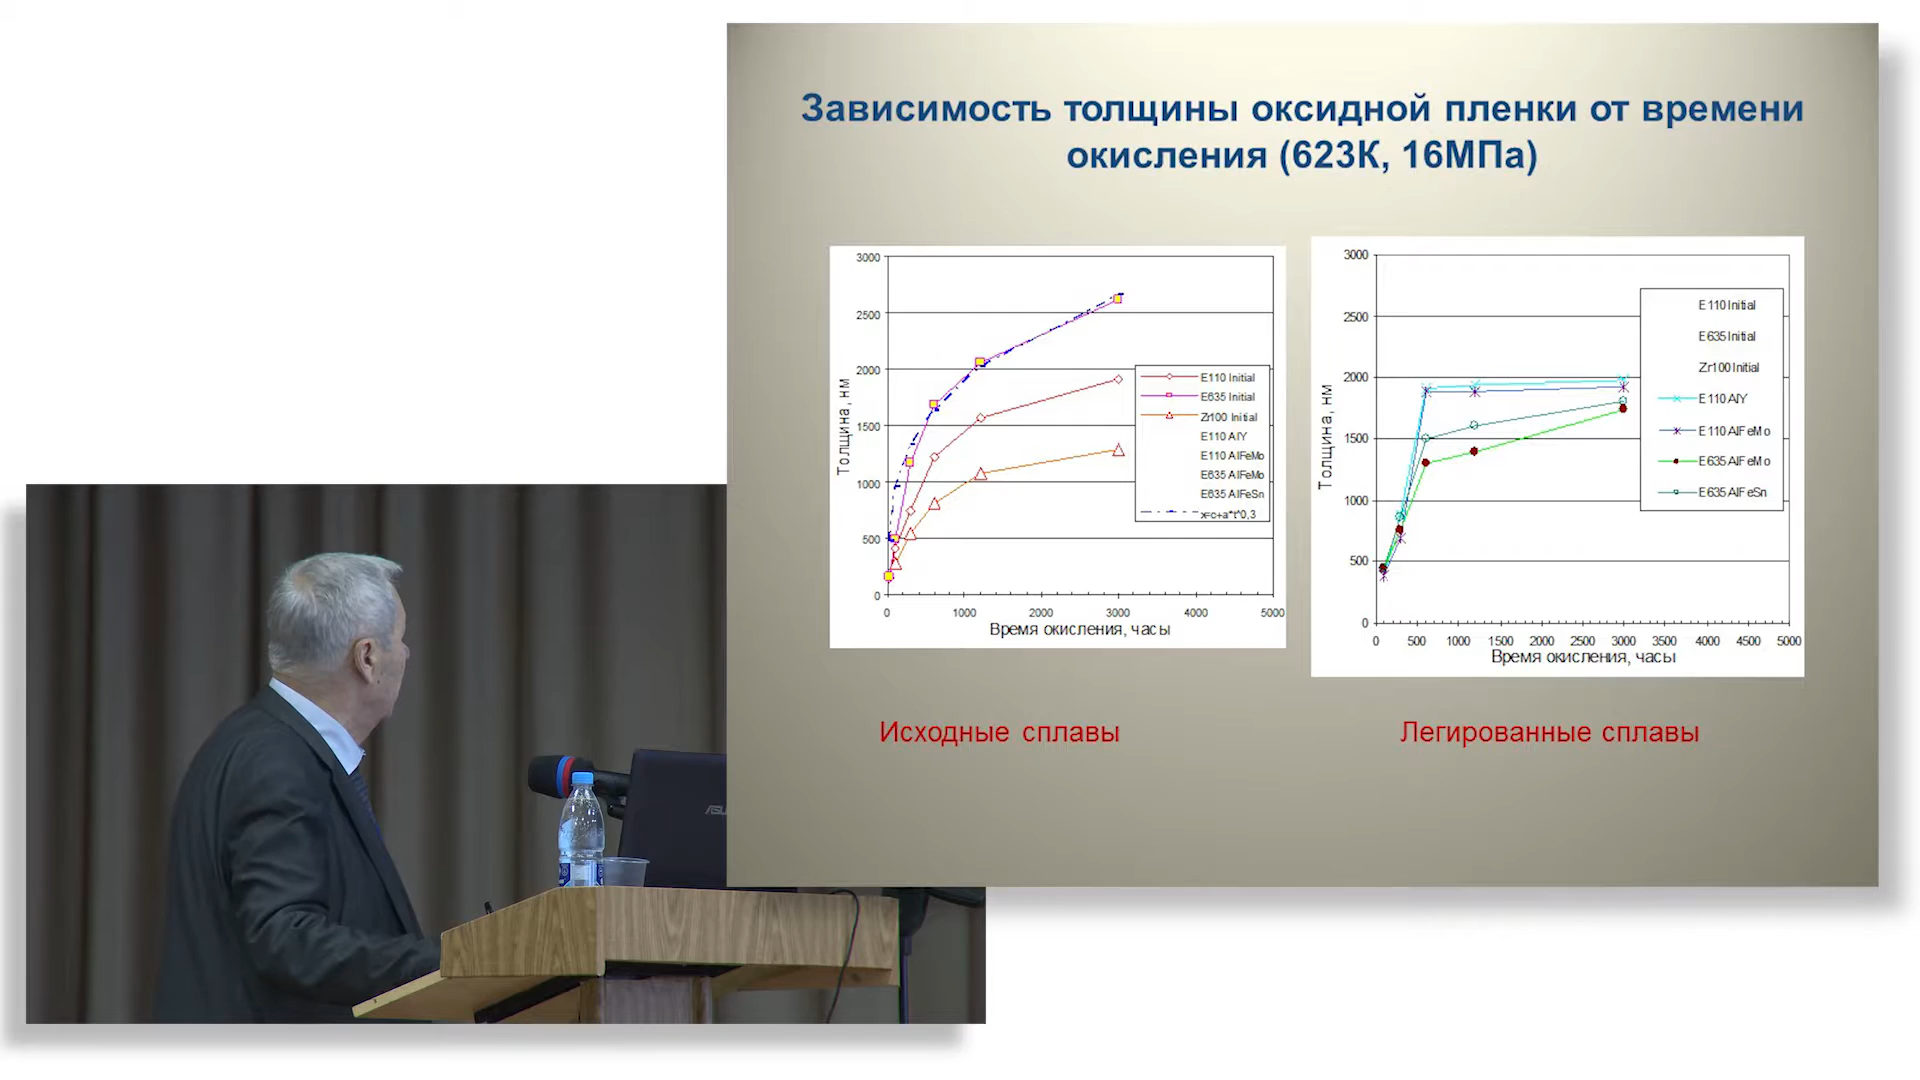 Зависимость толщины оксидной пленки от времени
окисления (623К, 16МПа)
3000
2500
2000
1500
1000
500
0
Толщина, нм
0 1000 2000 3000 4000 5000
Время окисления, часы
E110 Initial
E635 Initial
Zr100 Initial
E110 AlY
E110 AlFeMo
E635 AlFeMo
E635 AlFeSn
x=c+a*t^0,3
3000
2500
2000
1500
1000
500
0
Толщина, нм
0 500 1000 1500 2000 2500 3000 3500 4000 4500 5000
Время окисления, часы
E110 Initial
E635 Initial
Zr100 Initial
E110 AlY
E110 AlFeMo
E635 AlFeMo
E635 AlFeSn
Исходные сплавы
Легированные сплавы